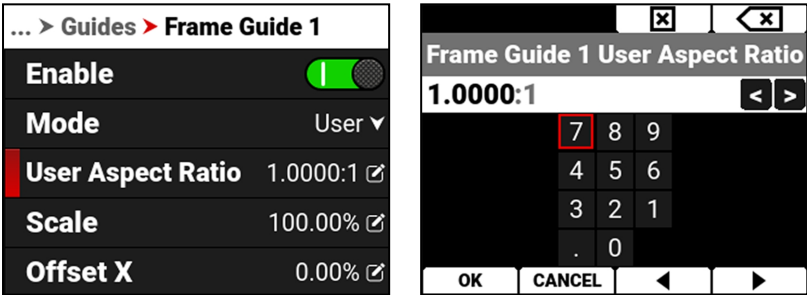 ... > Guides > Frame Guide 1
Enable
Mode User
User Aspect Ratio 1.0000:1
Scale 100.00%
Offset X 0.00%
Frame Guide 1 User Aspect Ratio
1.0000:1 < >
7 8 9
4 5 6
3 2 1
. 0
OK CANCEL